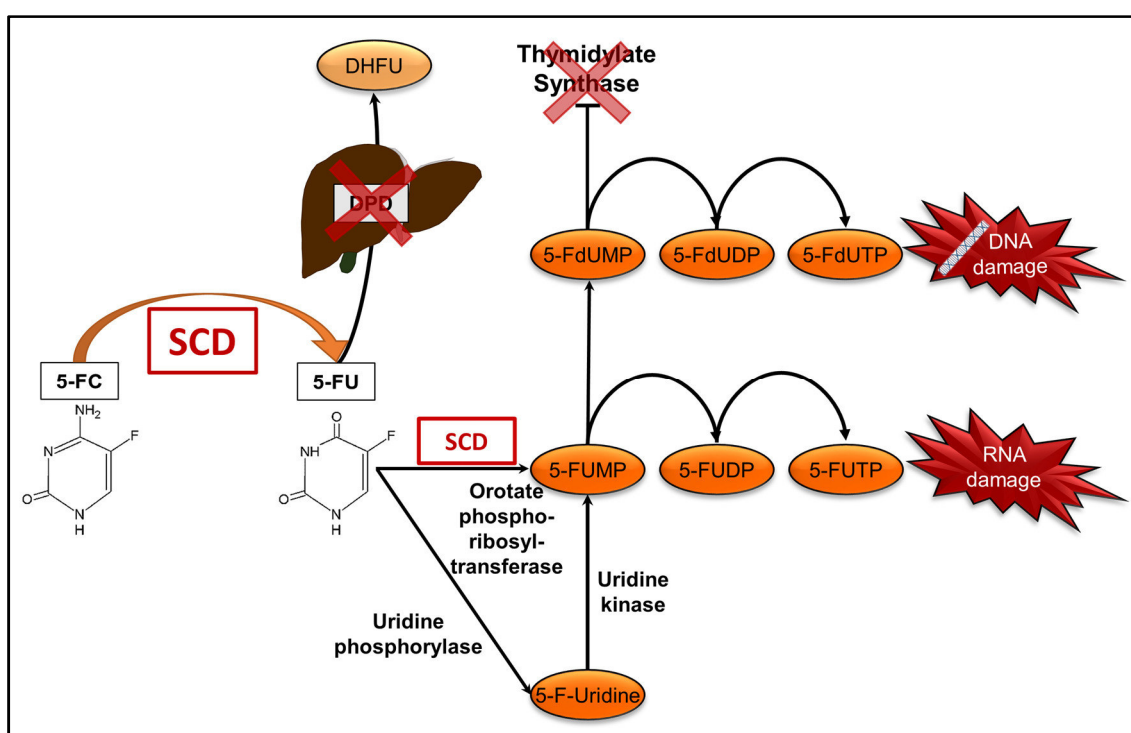 DHFU
Thymidylate
Synthase
DPD
5-FdUMP
5-FdUDP
5-FdUTP
DNA
damage
SCD
5-FC
5-FU
NH2
N
F
O
N
H
O
NH
F
O
N
H
SCD
5-FUMP
5-FUDP
5-FUTP
RNA
damage
Orotate
phospho-
ribosyl-
transferase
Uridine
kinase
Uridine
phosphorylase
5-F-Uridine